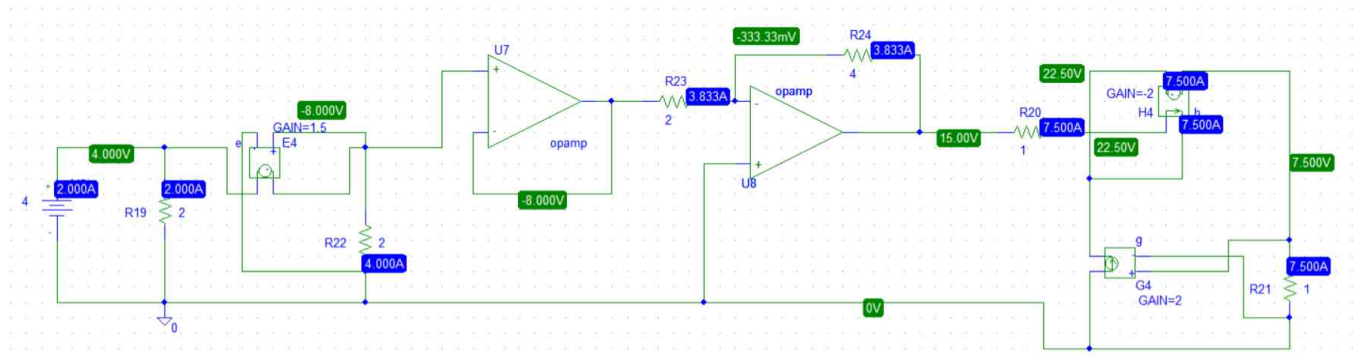 4
4.000V
2.000A
2.000A
R19
2
0
e
-8.000V
GAIN=1.5
E4
R22
2
4.000A
U7
+
-
opamp
-8.000V
R23
3.833A
2
-333.33mV
R24
3.833A
4
opamp
-
+
U8
15.00V
R20
7.500A
1
22.50V
GAIN=-2
7.500A
H4
h
7.500A
22.50V
7.500V
g
G4
GAIN=2
7.500A
R21
1
0V